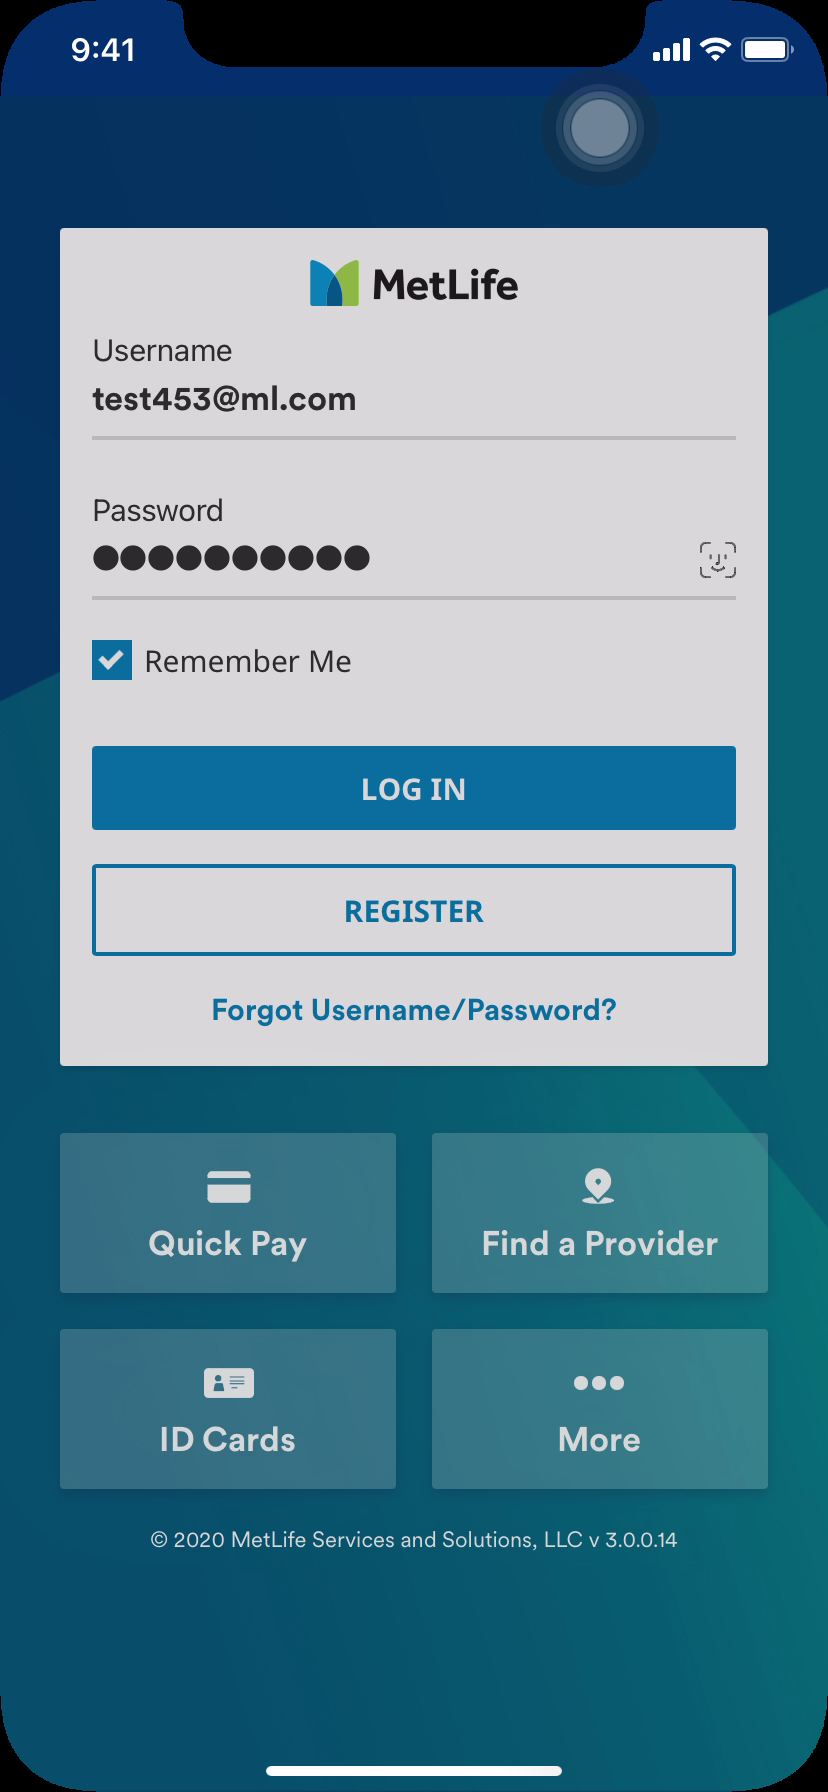 9:41
MetLife
Username
test453@ml.com
Password
●●●●●●●●●●
Remember Me
LOG IN
REGISTER
Forgot Username/Password?
Quick Pay
Find a Provider
ID Cards
More
© 2020 MetLife Services and Solutions, LLC v 3.0.0.14